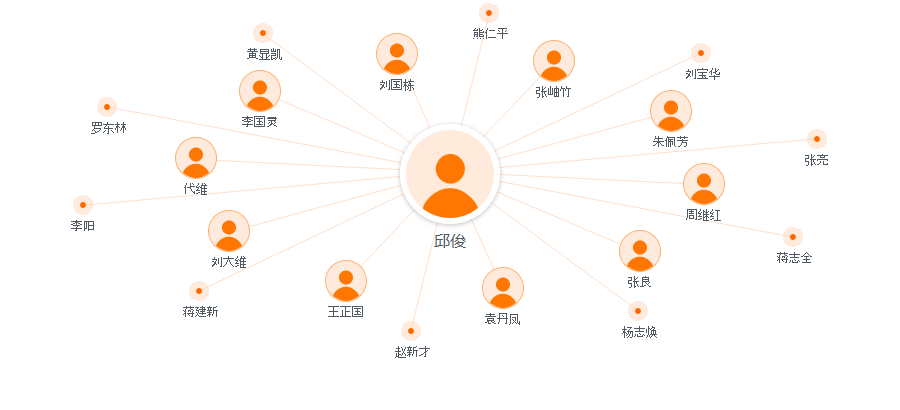 熊仁平
黄显凯
刘宝华
刘国栋
张岫竹
李国灵
罗东林
朱佩芳
张亮
代维
周继红
李阳
邱俊
蒋志全
刘大维
张良
蒋建新
王正国
袁丹凤
杨志焕
赵新才